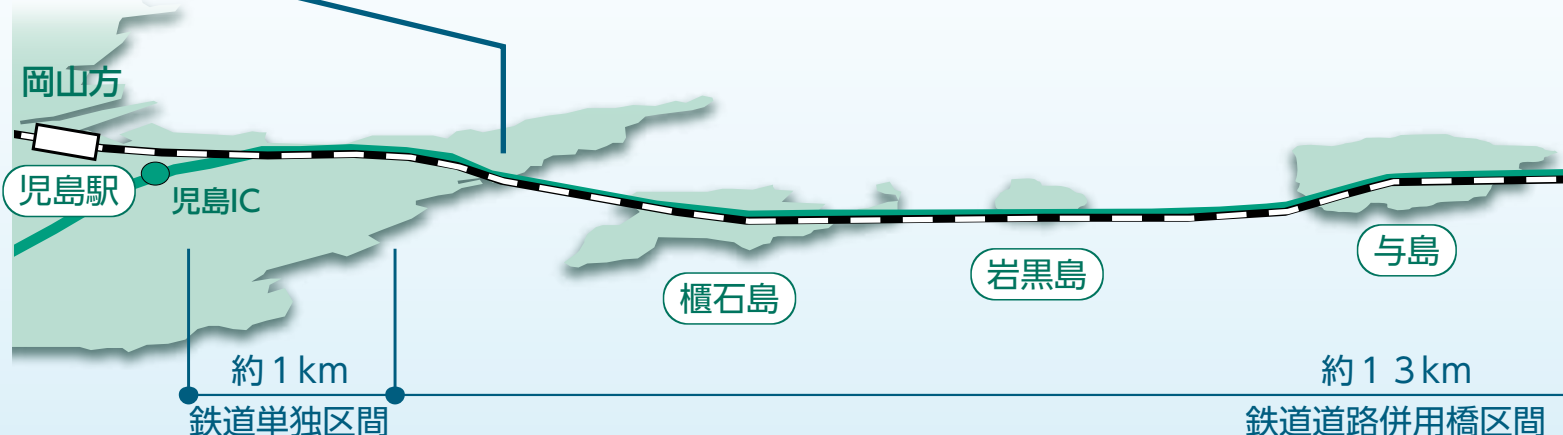 岡山方
児島駅
児島IC
櫃石島
岩黒島
与島
約1km
鉄道単独区間
約13km
鉄道道路併用橋区間